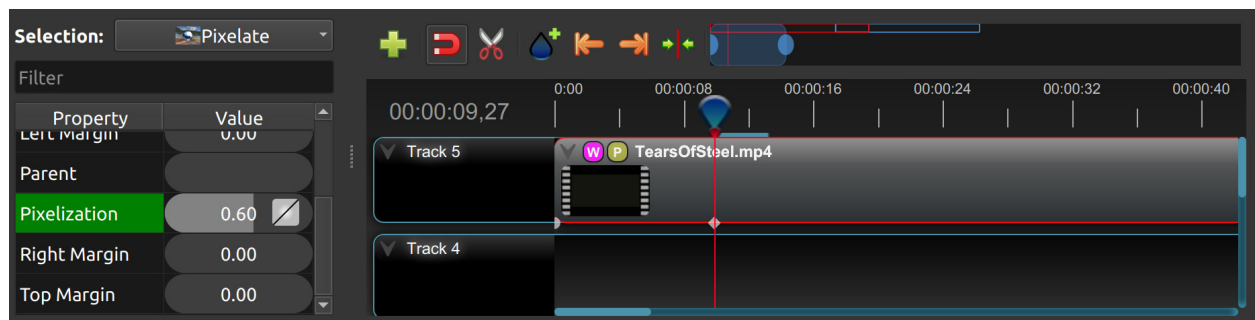 Selection:
Pixelate
Filter
Property Value
Left Margin 0.00
Parent
Pixelization 0.60
Right Margin 0.00
Top Margin 0.00
00:00:09,27
0:00 00:00:08 00:00:16 00:00:24 00:00:32 00:00:40
Track 5
W P TearsOfSteel.mp4
Track 4